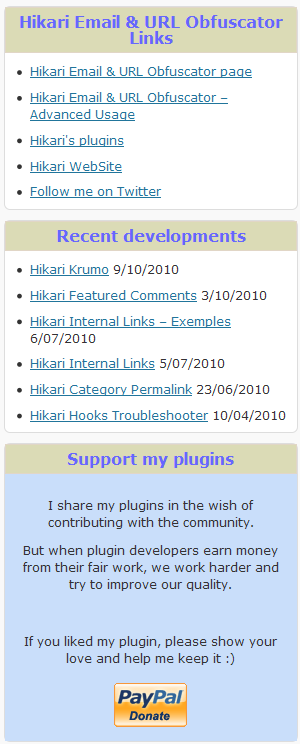 Hikari Email & URL Obfuscator
Links
Hikari Email & URL Obfuscator page
Hikari Email & URL Obfuscator –
Advanced Usage
Hikari's plugins
Hikari WebSite
Follow me on Twitter
Recent developments
Hikari Krumo 9/10/2010
Hikari Featured Comments 3/10/2010
Hikari Internal Links – Exemples
6/07/2010
Hikari Internal Links 5/07/2010
Hikari Category Permalink 23/06/2010
Hikari Hooks Troubleshooter 10/04/2010
Support my plugins
I share my plugins in the wish of
contributing with the community.
But when plugin developers earn money
from their fair work, we work harder and
try to improve our quality.
If you liked my plugin, please show your
love and help me keep it :)
PayPal
Donate